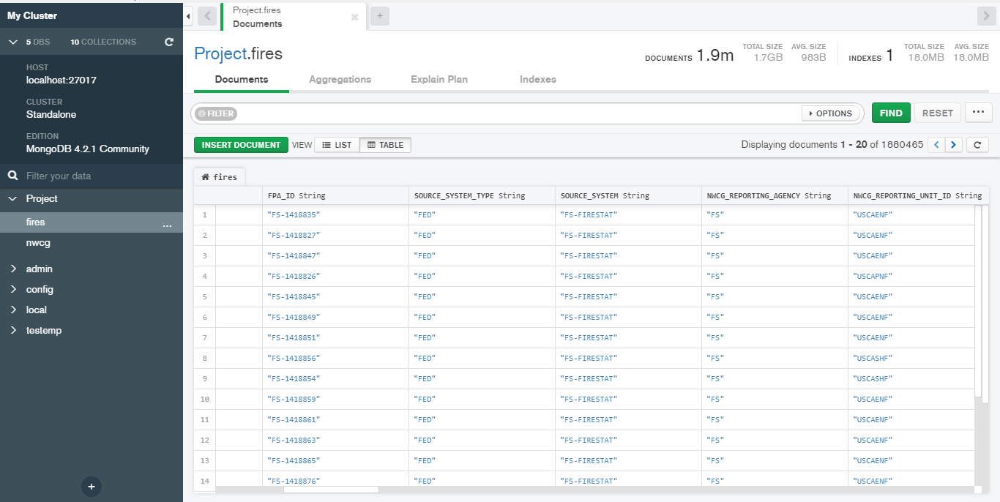 My Cluster
5 DBS 10 COLLECTIONS
HOST
localhost:27017
CLUSTER
Standalone
EDITION
MongoDB 4.2.1 Community
Filter your data
Project
fires ...
nwcg
admin
config
local
testemp
Project.fires
Documents
Project.fires
DOCUMENTS 1.9m TOTAL SIZE 1.7GB AVG. SIZE 983B INDEXES 1 TOTAL SIZE 18.0MB AVG. SIZE 18.0MB
Documents Aggregations Explain Plan Indexes
FILTER OPTIONS FIND RESET ...
INSERT DOCUMENT VIEW LIST TABLE Displaying documents 1 - 20 of 1880465
fires
FPA_ID String SOURCE_SYSTEM_TYPE String SOURCE_SYSTEM String NWCG_REPORTING_AGENCY String NWCG_REPORTING_UNIT_ID String
1 "FS-1418835" "FED" "FS-FIRESTAT" "FS" "USCAENF"
2 "FS-1418827" "FED" "FS-FIRESTAT" "FS" "USCAENF"
3 "FS-1418847" "FED" "FS-FIRESTAT" "FS" "USCAENF"
4 "FS-1418826" "FED" "FS-FIRESTAT" "FS" "USCAPNF"
5 "FS-1418845" "FED" "FS-FIRESTAT" "FS" "USCAENF"
6 "FS-1418849" "FED" "FS-FIRESTAT" "FS" "USCAENF"
7 "FS-1418851" "FED" "FS-FIRESTAT" "FS" "USCAENF"
8 "FS-1418856" "FED" "FS-FIRESTAT" "FS" "USCASHF"
9 "FS-1418854" "FED" "FS-FIRESTAT" "FS" "USCASHF"
10 "FS-1418859" "FED" "FS-FIRESTAT" "FS" "USCAENF"
11 "FS-1418861" "FED" "FS-FIRESTAT" "FS" "USCAENF"
12 "FS-1418863" "FED" "FS-FIRESTAT" "FS" "USCAENF"
13 "FS-1418865" "FED" "FS-FIRESTAT" "FS" "USCAENF"
14 "FS-1418876" "FED" "FS-FIRESTAT" "FS" "USCAENF"